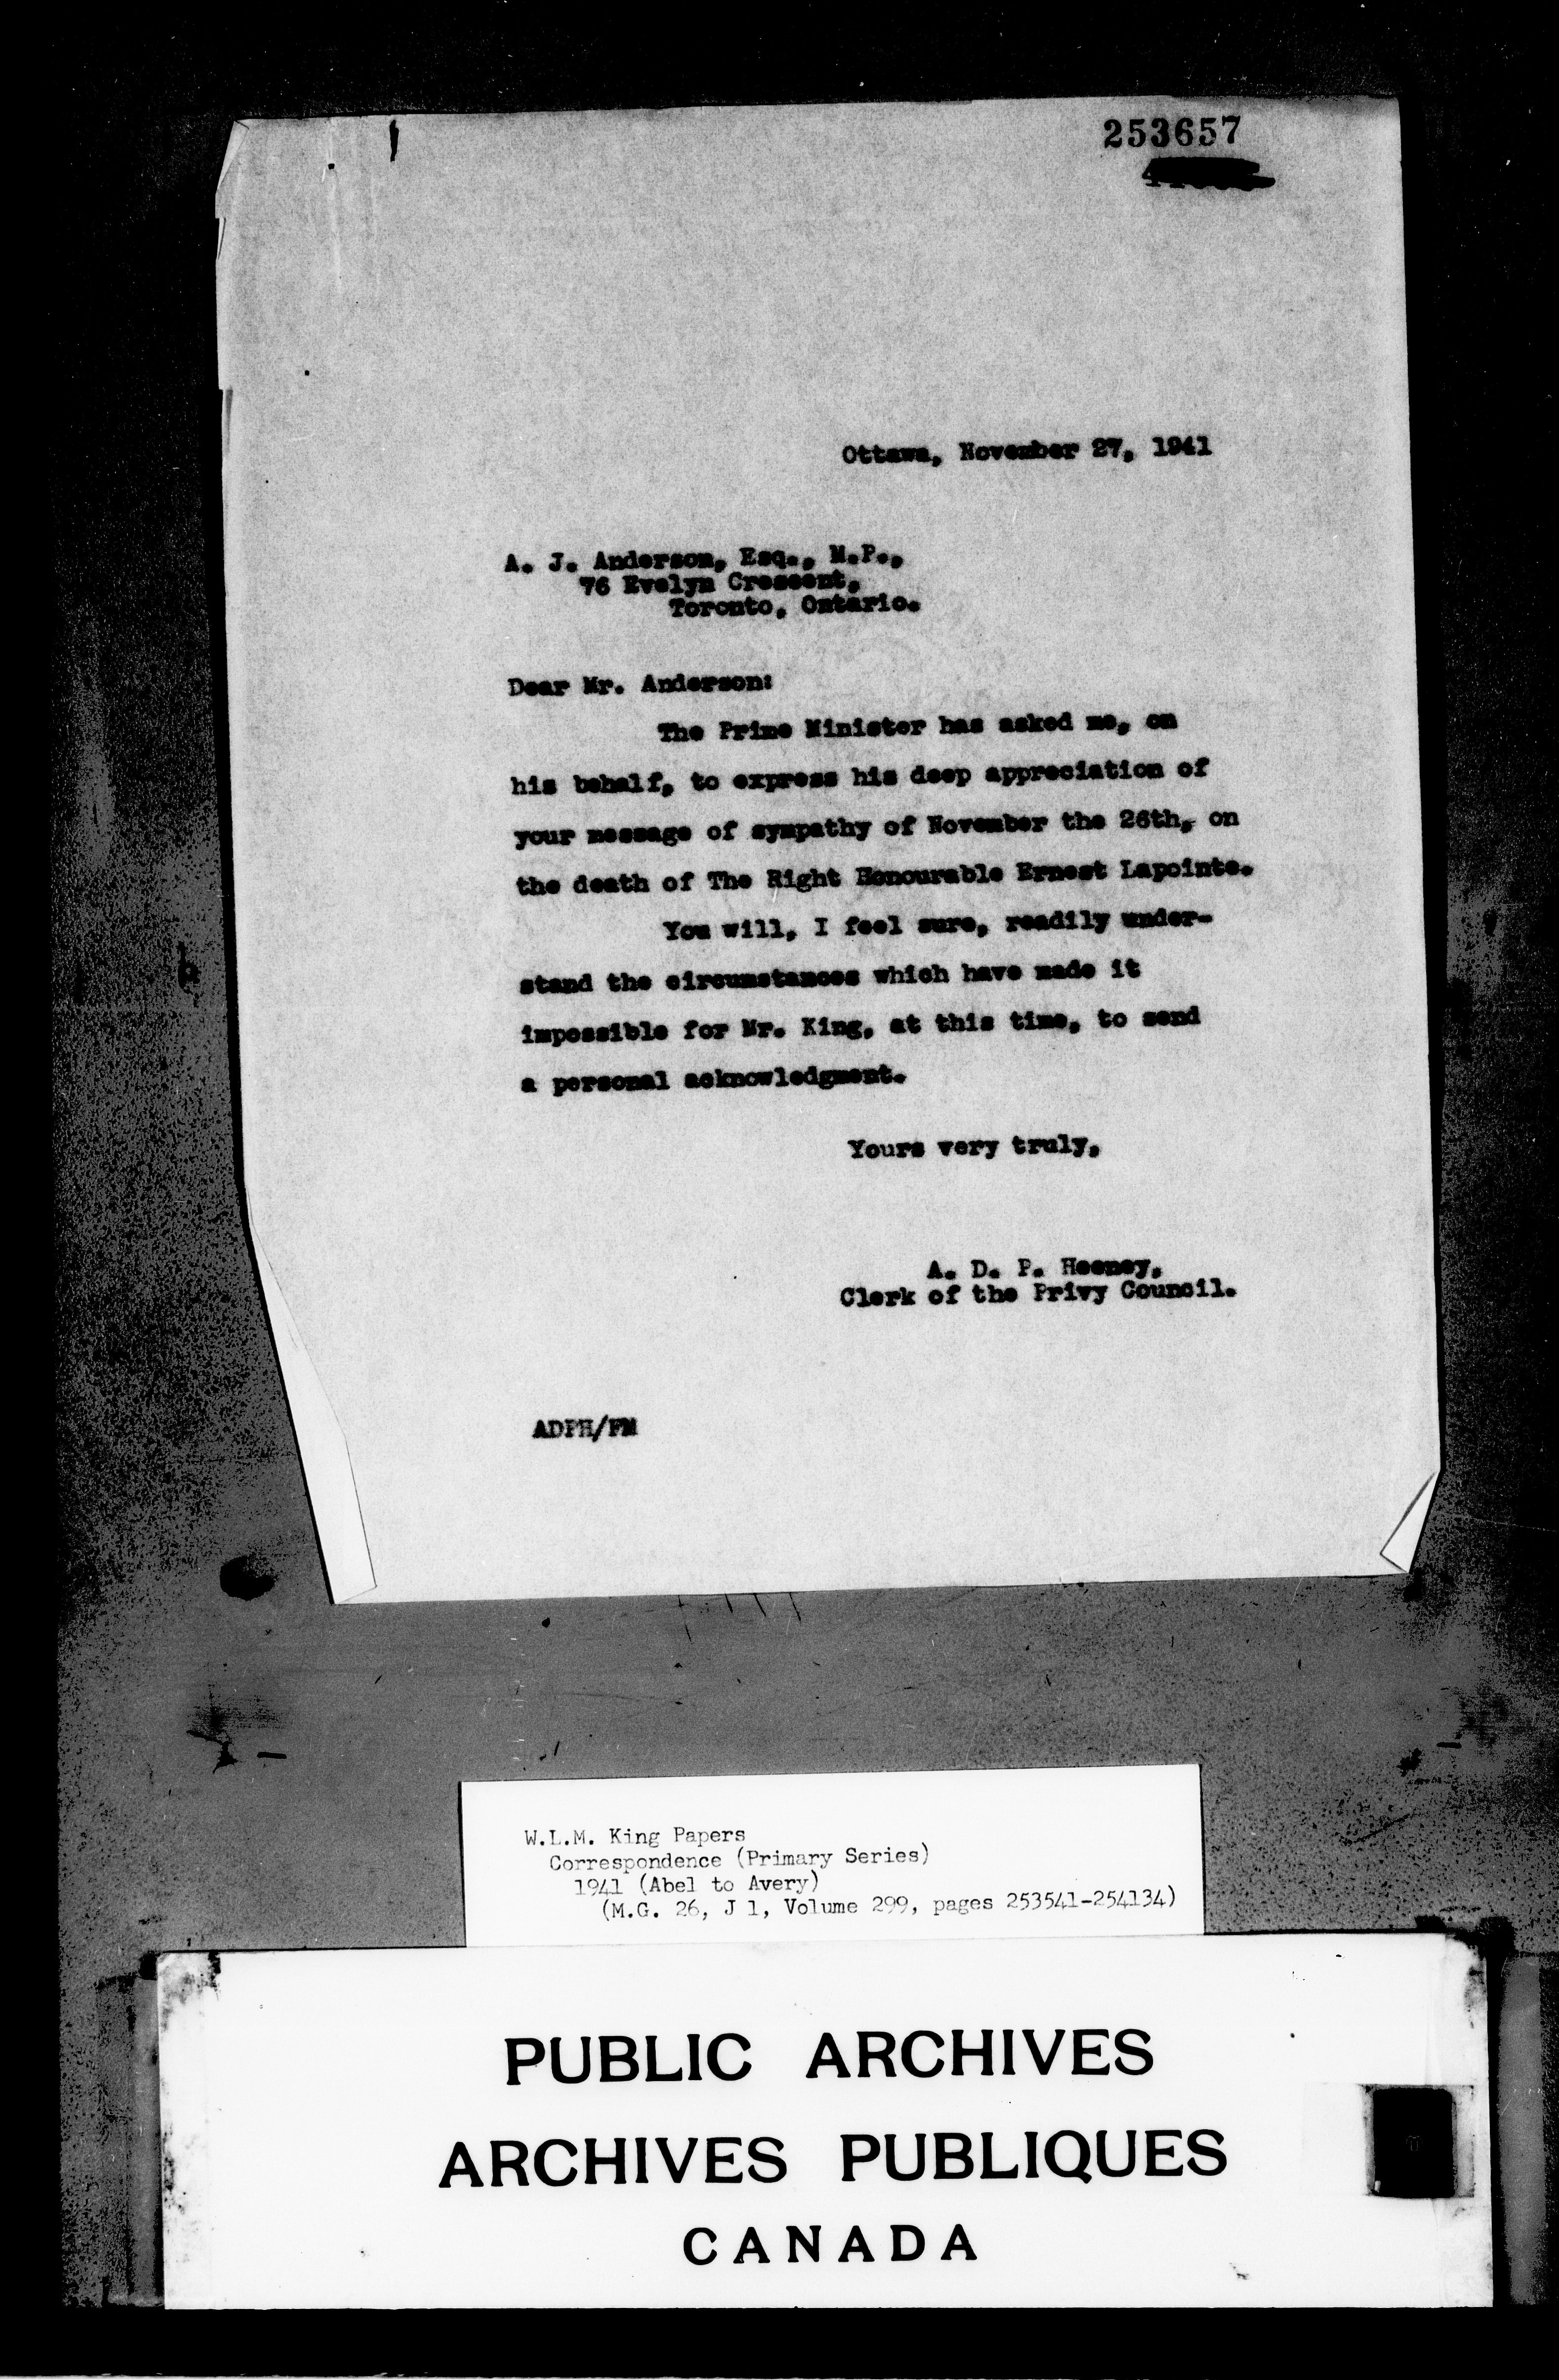 253657
Ottawa, November 27, 1941
A. J. Anderson, Esq., M.P.,
76 Evelyn Crescent,
Toronto, Ontario.
Dear Mr. Anderson:
The Prime Minister has asked me, on
his behalf, to express his deep appreciation of
your message of sympathy of November the 26th, on
the death of The Right Honourable Ernest Lapointe.
You will, I feel sure, readily under-
stand the circumstances which have made it
impossible for Mr. King, at this time, to send
a personal acknowledgment.
Yours very truly,
A. D. P. Heeney,
Clerk of the Privy Council.
ADPH/FM
W.L.M. King Papers
Correspondence (Primary Series)
1941 (Abel to Avery)
(M.G. 26, J 1, Volume 299, pages 253541-254134)
PUBLIC ARCHIVES
ARCHIVES PUBLIQUES
CANADA